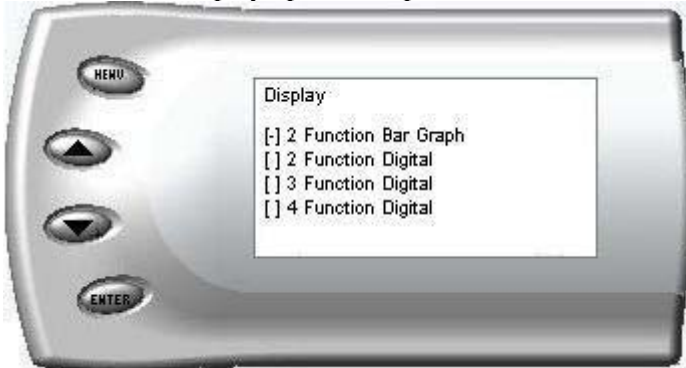 MENU
Display
[-] 2 Function Bar Graph
[ ] 2 Function Digital
[ ] 3 Function Digital
[ ] 4 Function Digital
ENTER